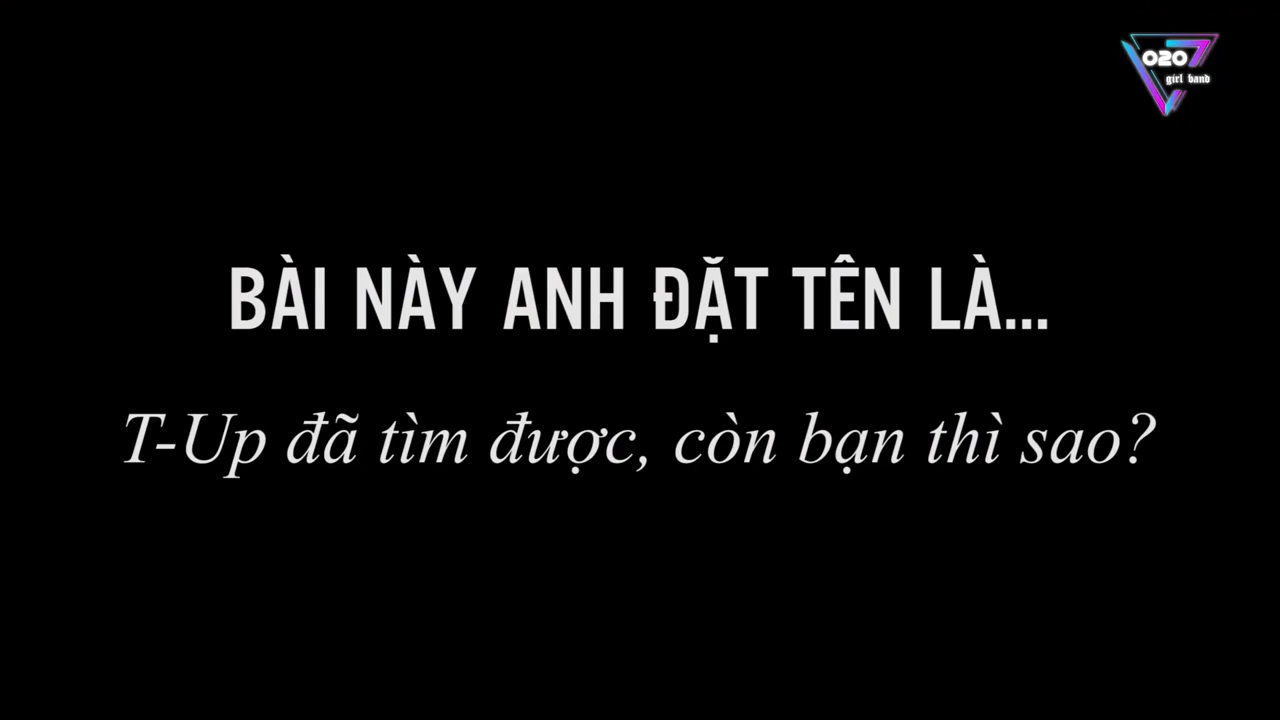 020
girl band
BÀI NÀY ANH ĐẶT TÊN LÀ...
T-Up đã tìm được, còn bạn thì sao?